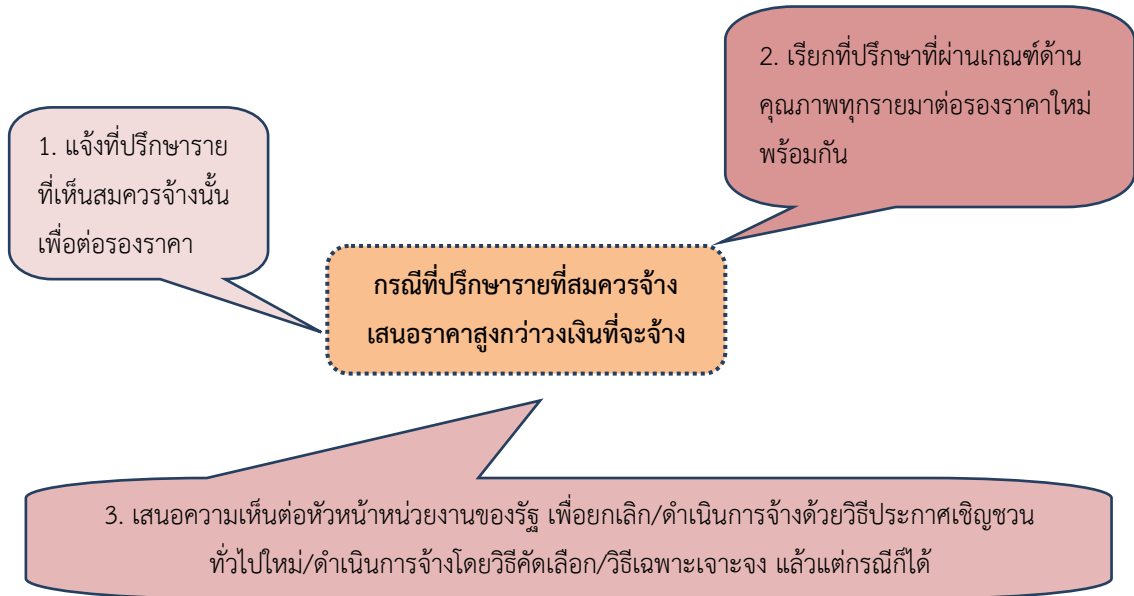 2. เรียกที่ปรึกษาที่ผ่านเกณฑ์ด้าน
คุณภาพทุกรายมาต่อรองราคาใหม่
พร้อมกัน
1. แจ้งที่ปรึกษาราย
ที่เห็นสมควรจ้างนั้น
เพื่อต่อรองราคา
กรณีที่ปรึกษารายที่สมควรจ้าง
เสนอราคาสูงกว่าวงเงินที่จะจ้าง
3. เสนอความเห็นต่อหัวหน้าหน่วยงานของรัฐ เพื่อยกเลิก/ดำเนินการจ้างด้วยวิธีประกาศเชิญชวน
ทั่วไปใหม่/ดำเนินการจ้างโดยวิธีคัดเลือก/วิธีเฉพาะเจาะจง แล้วแต่กรณีก็ได้